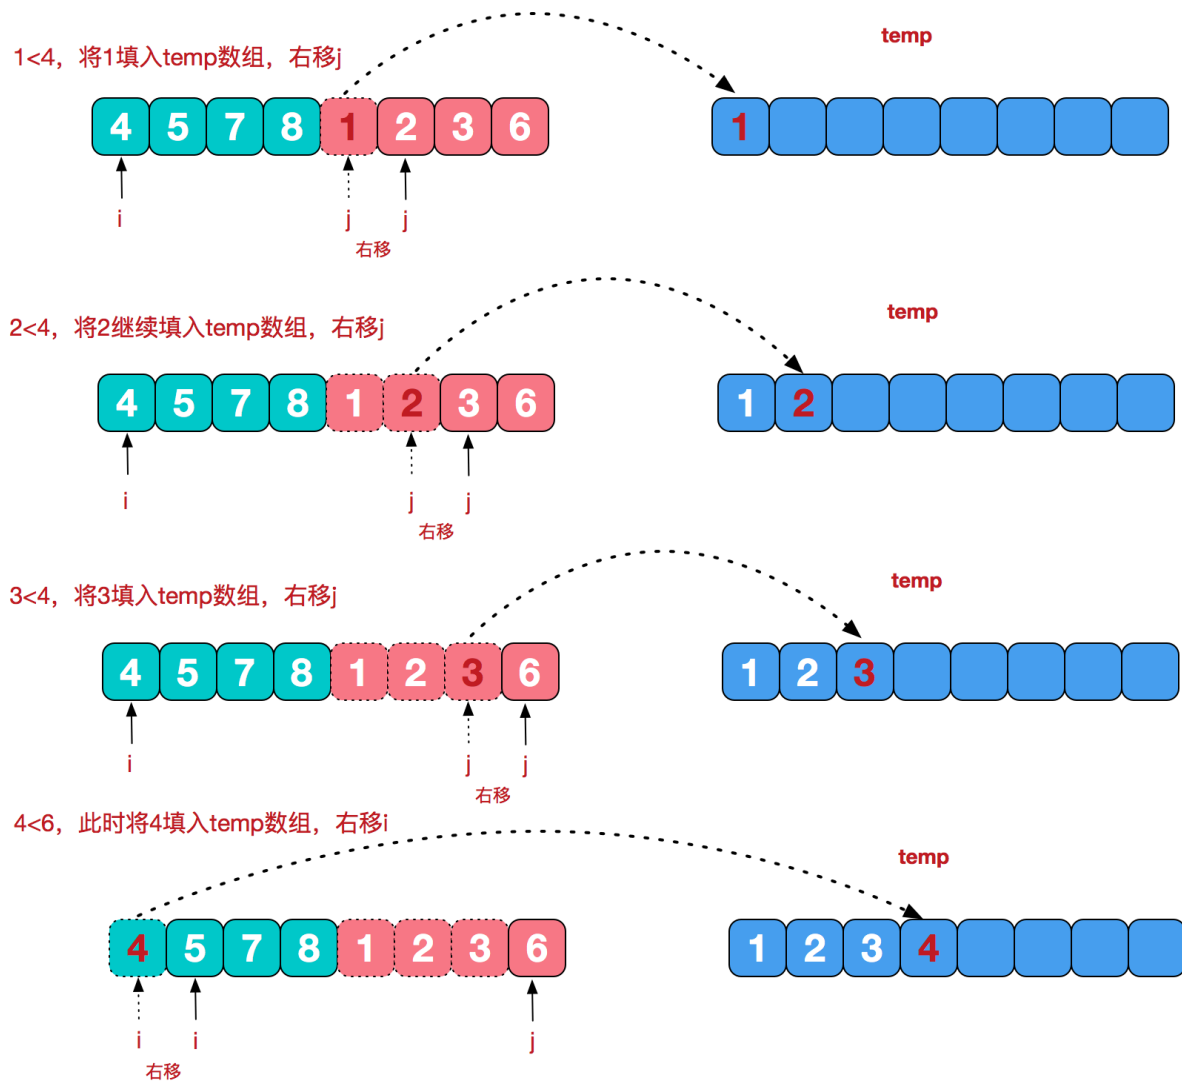 1<4，将1填入temp数组，右移j
temp
4 5 7 8 1 2 3 6
1
i j j
右移
2<4，将2继续填入temp数组，右移j
temp
4 5 7 8 1 2 3 6
1 2
i j j
右移
3<4，将3填入temp数组，右移j
temp
4 5 7 8 1 2 3 6
1 2 3
i j j
右移
4<6，此时将4填入temp数组，右移i
temp
4 5 7 8 1 2 3 6
1 2 3 4
i i j
右移